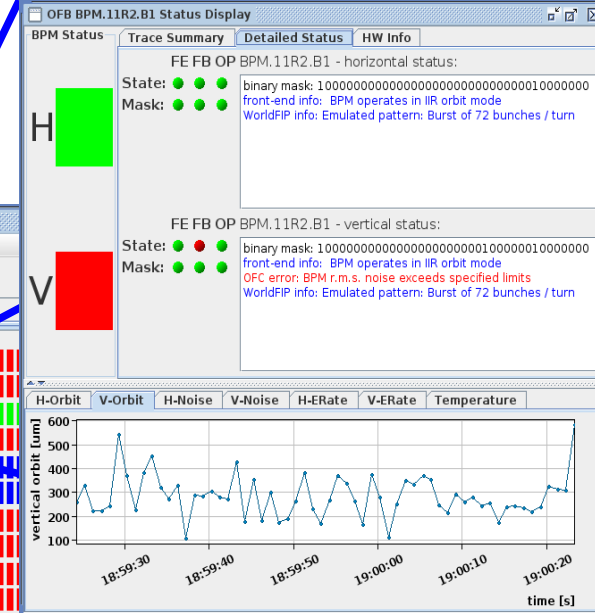 OFB BPM.11R2.B1 Status Display
BPM Status
Trace Summary
Detailed Status
HW Info
FE FB OP BPM.11R2.B1 - horizontal status:
State:
Mask:
H
binary mask: 10000000000000000000000000000010000000
front-end info:  BPM operates in IIR orbit mode
WorldFIP info: Emulated pattern: Burst of 72 bunches / turn
FE FB OP BPM.11R2.B1 - vertical status:
State:
Mask:
V
binary mask: 10000000000000000000000100000010000000
front-end info:  BPM operates in IIR orbit mode
OFC error: BPM r.m.s. noise exceeds specified limits
WorldFIP info: Emulated pattern: Burst of 72 bunches / turn
H-Orbit
V-Orbit
H-Noise
V-Noise
H-ERate
V-ERate
Temperature
vertical orbit [um]
600
500
400
300
200
100
18:59:30
18:59:40
18:59:50
19:00:00
19:00:10
19:00:20
time [s]